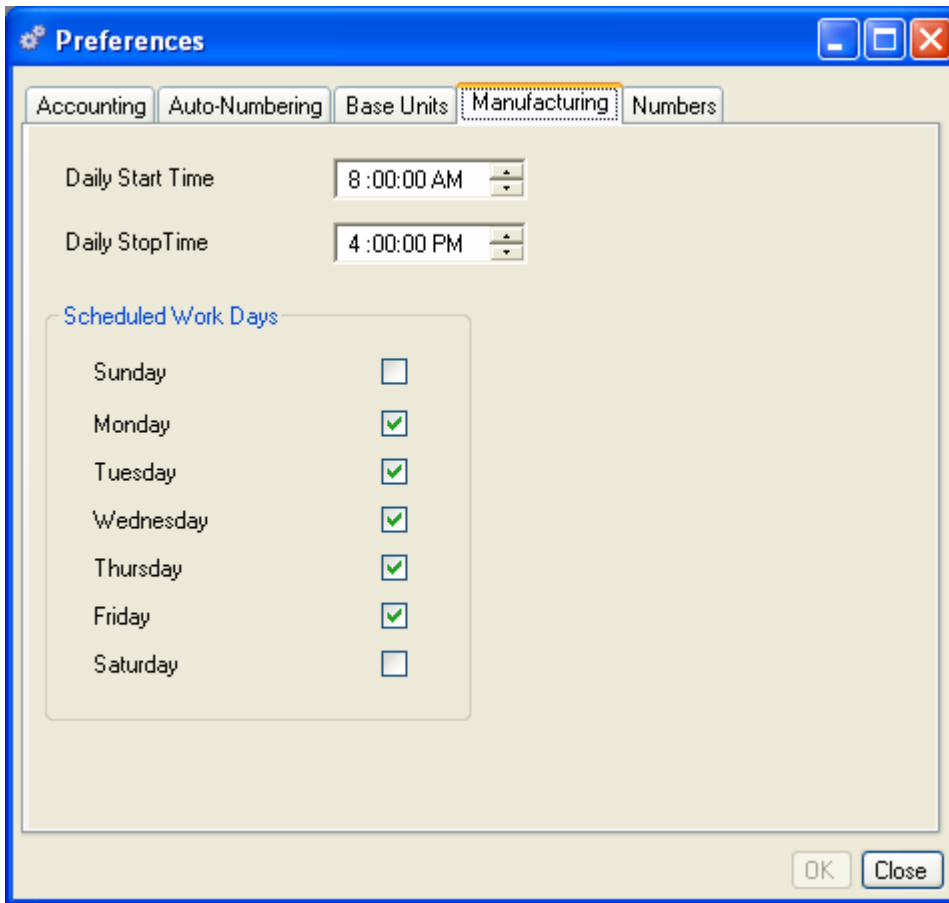 Preferences
Accounting Auto-Numbering Base Units Manufacturing Numbers
Daily Start Time 8 :00:00 AM
Daily StopTime 4 :00:00 PM
Scheduled Work Days
Sunday
Monday
Tuesday
Wednesday
Thursday
Friday
Saturday
OK Close